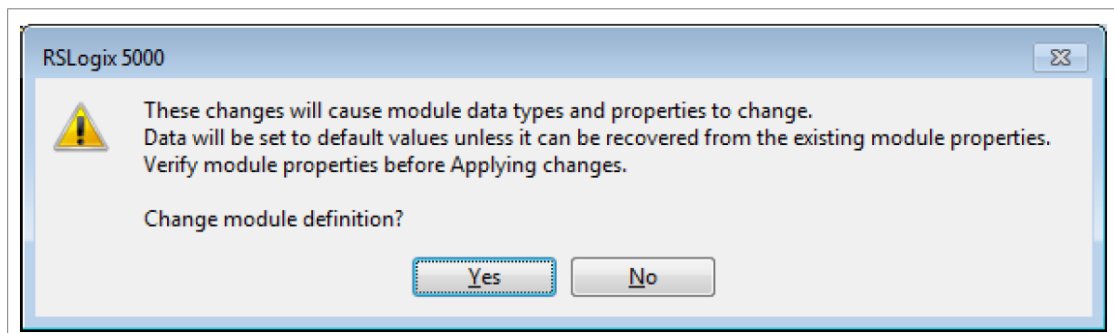 RSLogix 5000
These changes will cause module data types and properties to change.
Data will be set to default values unless it can be recovered from the existing module properties.
Verify module properties before Applying changes.
Change module definition?
Yes
No